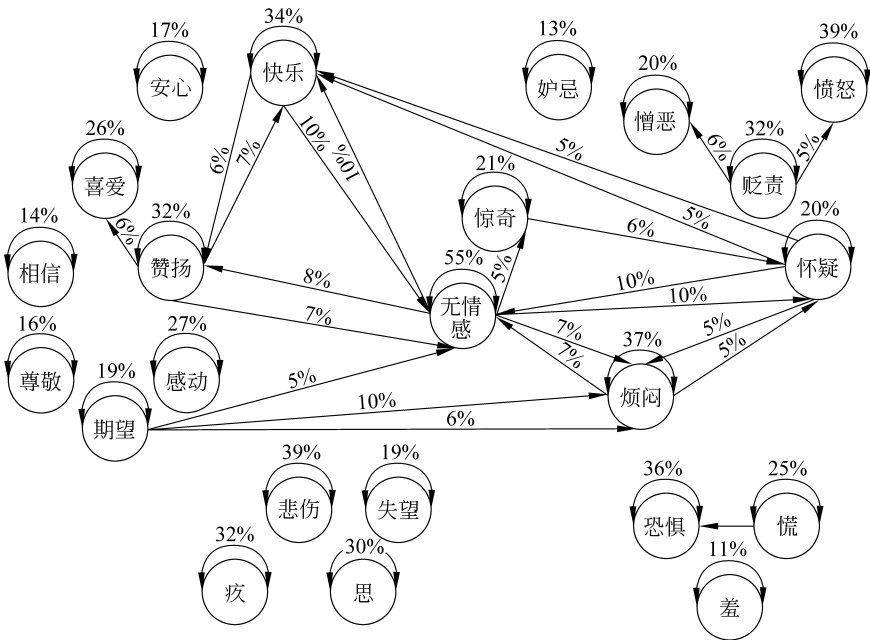 17%
安心
34%
快乐
13%
妒忌
20%
憎恶
39%
愤怒
32%
贬责
6%
5%
26%
喜爱
6%
32%
赞扬
6%
7%
10%
10%
5%
5%
21%
惊奇
6%
20%
怀疑
14%
相信
55%
无情
感
5%
8%
7%
10%
10%
16%
尊敬
27%
感动
19%
期望
5%
10%
6%
7%
7%
37%
烦闷
5%
5%
39%
悲伤
19%
失望
32%
疚
30%
思
36%
恐惧
25%
慌
11%
羞